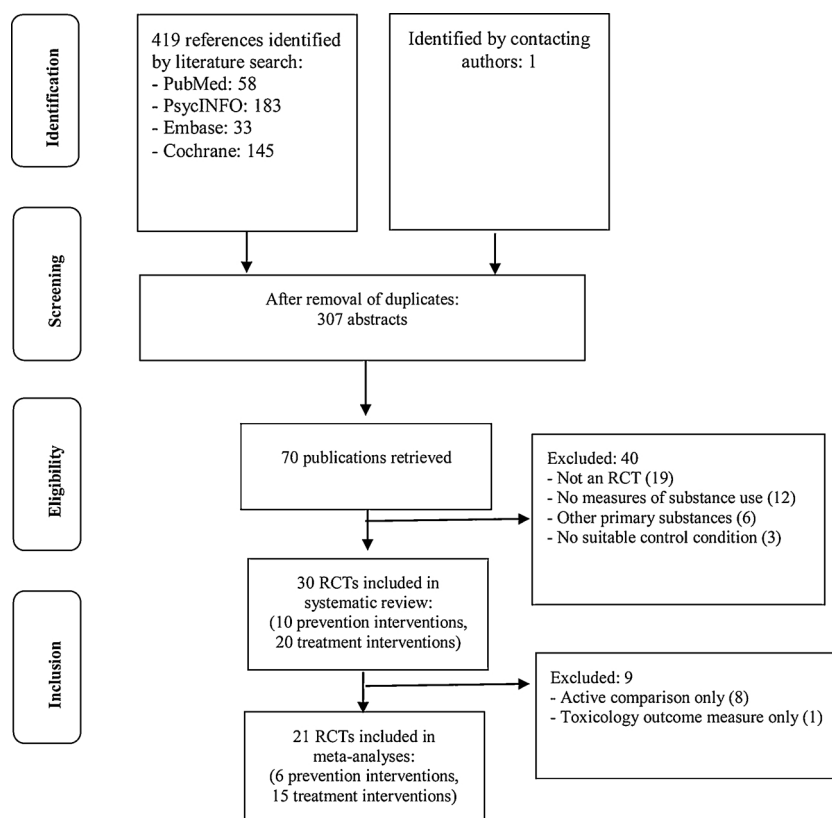 Identification
419 references identified
by literature search:
- PubMed: 58
- PsycINFO: 183
- Embase: 33
- Cochrane: 145
Identified by contacting
authors: 1
Screening
After removal of duplicates:
307 abstracts
Eligibility
70 publications retrieved
Excluded: 40
- Not an RCT (19)
- No measures of substance use (12)
- Other primary substances (6)
- No suitable control condition (3)
30 RCTs included in
systematic review:
(10 prevention interventions,
20 treatment interventions)
Inclusion
Excluded: 9
- Active comparison only (8)
- Toxicology outcome measure only (1)
21 RCTs included in
meta-analyses:
(6 prevention interventions,
15 treatment interventions)